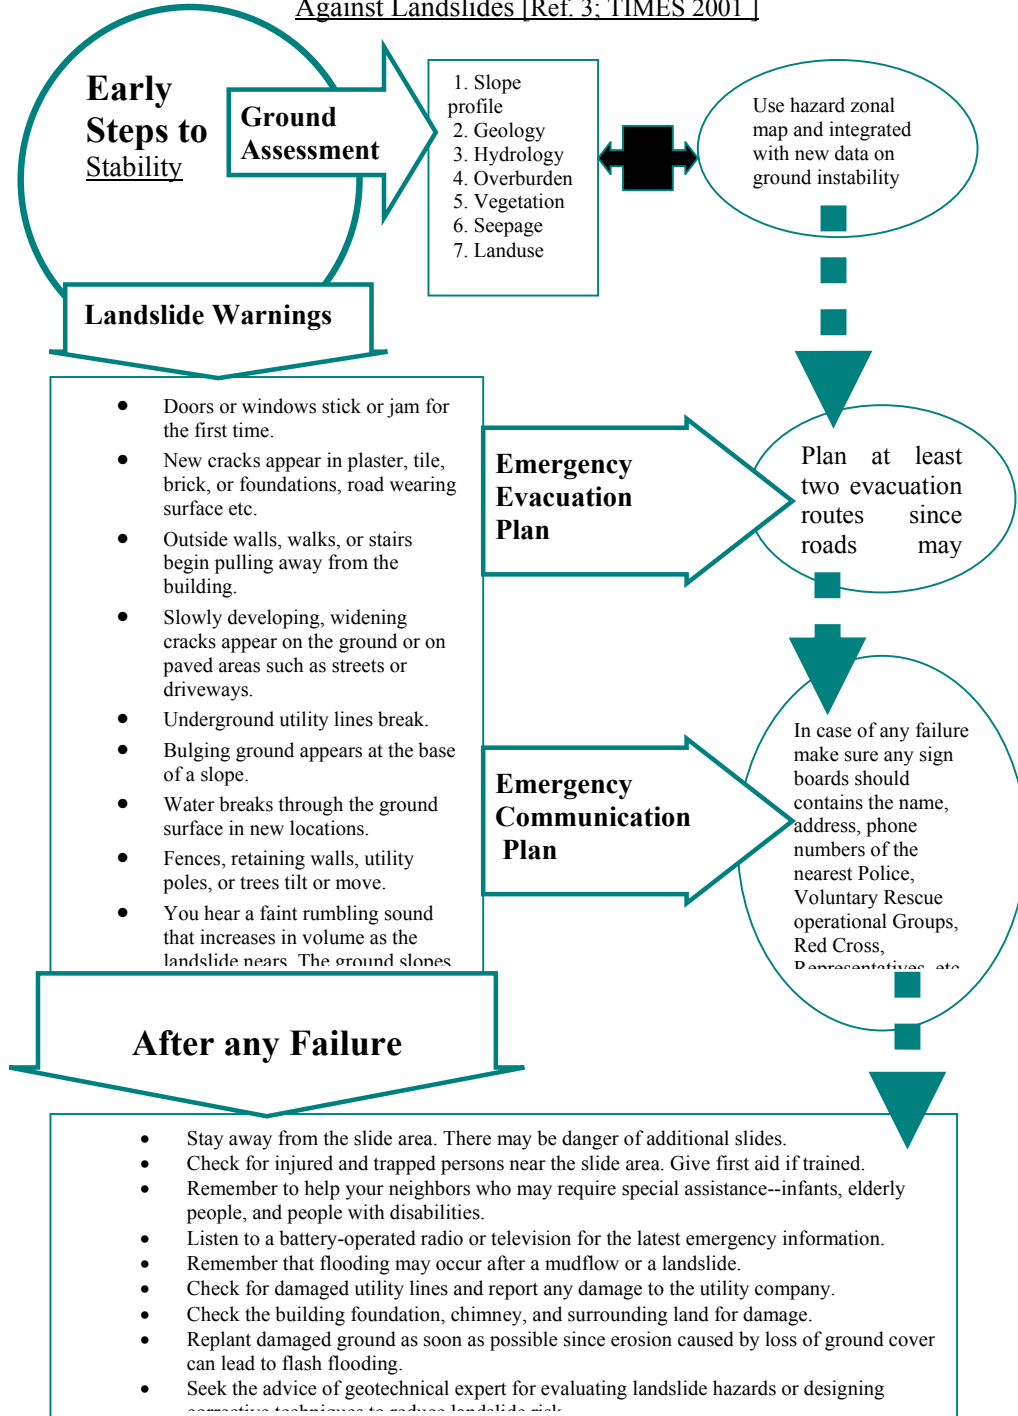 Against Landslides [Ref. 3; TIMES 2001 ]
Early
Steps to
Stability
Ground
Assessment
1. Slope
profile
2. Geology
3. Hydrology
4. Overburden
5. Vegetation
6. Seepage
7. Landuse
Use hazard zonal
map and integrated
with new data on
ground instability
Landslide Warnings
• Doors or windows stick or jam for
the first time.
• New cracks appear in plaster, tile,
brick, or foundations, road wearing
surface etc.
• Outside walls, walks, or stairs
begin pulling away from the
building.
• Slowly developing, widening
cracks appear on the ground or on
paved areas such as streets or
driveways.
• Underground utility lines break.
• Bulging ground appears at the base
of a slope.
• Water breaks through the ground
surface in new locations.
• Fences, retaining walls, utility
poles, or trees tilt or move.
• You hear a faint rumbling sound
that increases in volume as the
landslide nears. The ground slopes
Emergency
Evacuation
Plan
Plan at least
two evacuation
routes since
roads may
Emergency
Communication
Plan
In case of any failure
make sure any sign
boards should
contains the name,
address, phone
numbers of the
nearest Police,
Voluntary Rescue
operational Groups,
Red Cross,
Representatives, etc
After any Failure
• Stay away from the slide area. There may be danger of additional slides.
• Check for injured and trapped persons near the slide area. Give first aid if trained.
• Remember to help your neighbors who may require special assistance--infants, elderly
people, and people with disabilities.
• Listen to a battery-operated radio or television for the latest emergency information.
• Remember that flooding may occur after a mudflow or a landslide.
• Check for damaged utility lines and report any damage to the utility company.
• Check the building foundation, chimney, and surrounding land for damage.
• Replant damaged ground as soon as possible since erosion caused by loss of ground cover
can lead to flash flooding.
• Seek the advice of geotechnical expert for evaluating landslide hazards or designing
corrective techniques to reduce landslide risk